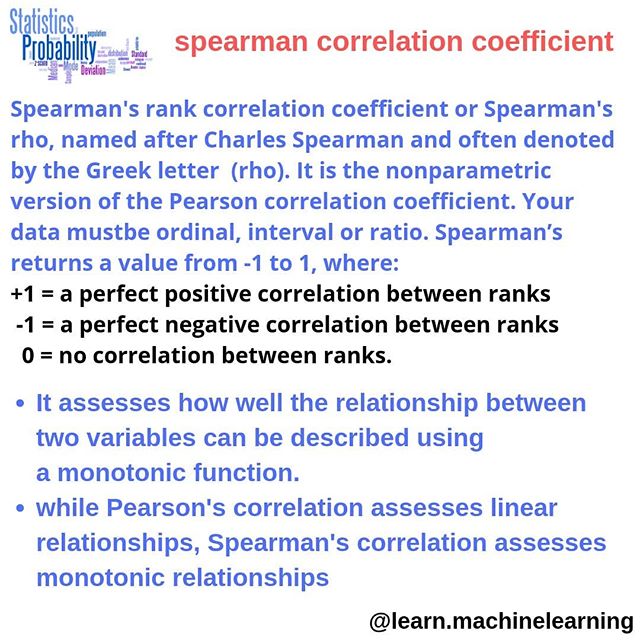 Statistics
Probability
population
distribution
Standard
z-score
Median
Mode
Sample
Deviation
Mean
spearman correlation coefficient
Spearman's rank correlation coefficient or Spearman's
rho, named after Charles Spearman and often denoted
by the Greek letter  (rho). It is the nonparametric
version of the Pearson correlation coefficient. Your
data mustbe ordinal, interval or ratio. Spearman’s
returns a value from -1 to 1, where:
+1 = a perfect positive correlation between ranks
-1 = a perfect negative correlation between ranks
0 = no correlation between ranks.
• It assesses how well the relationship between
two variables can be described using
a monotonic function.
• while Pearson's correlation assesses linear
relationships, Spearman's correlation assesses
monotonic relationships
@learn.machinelearning